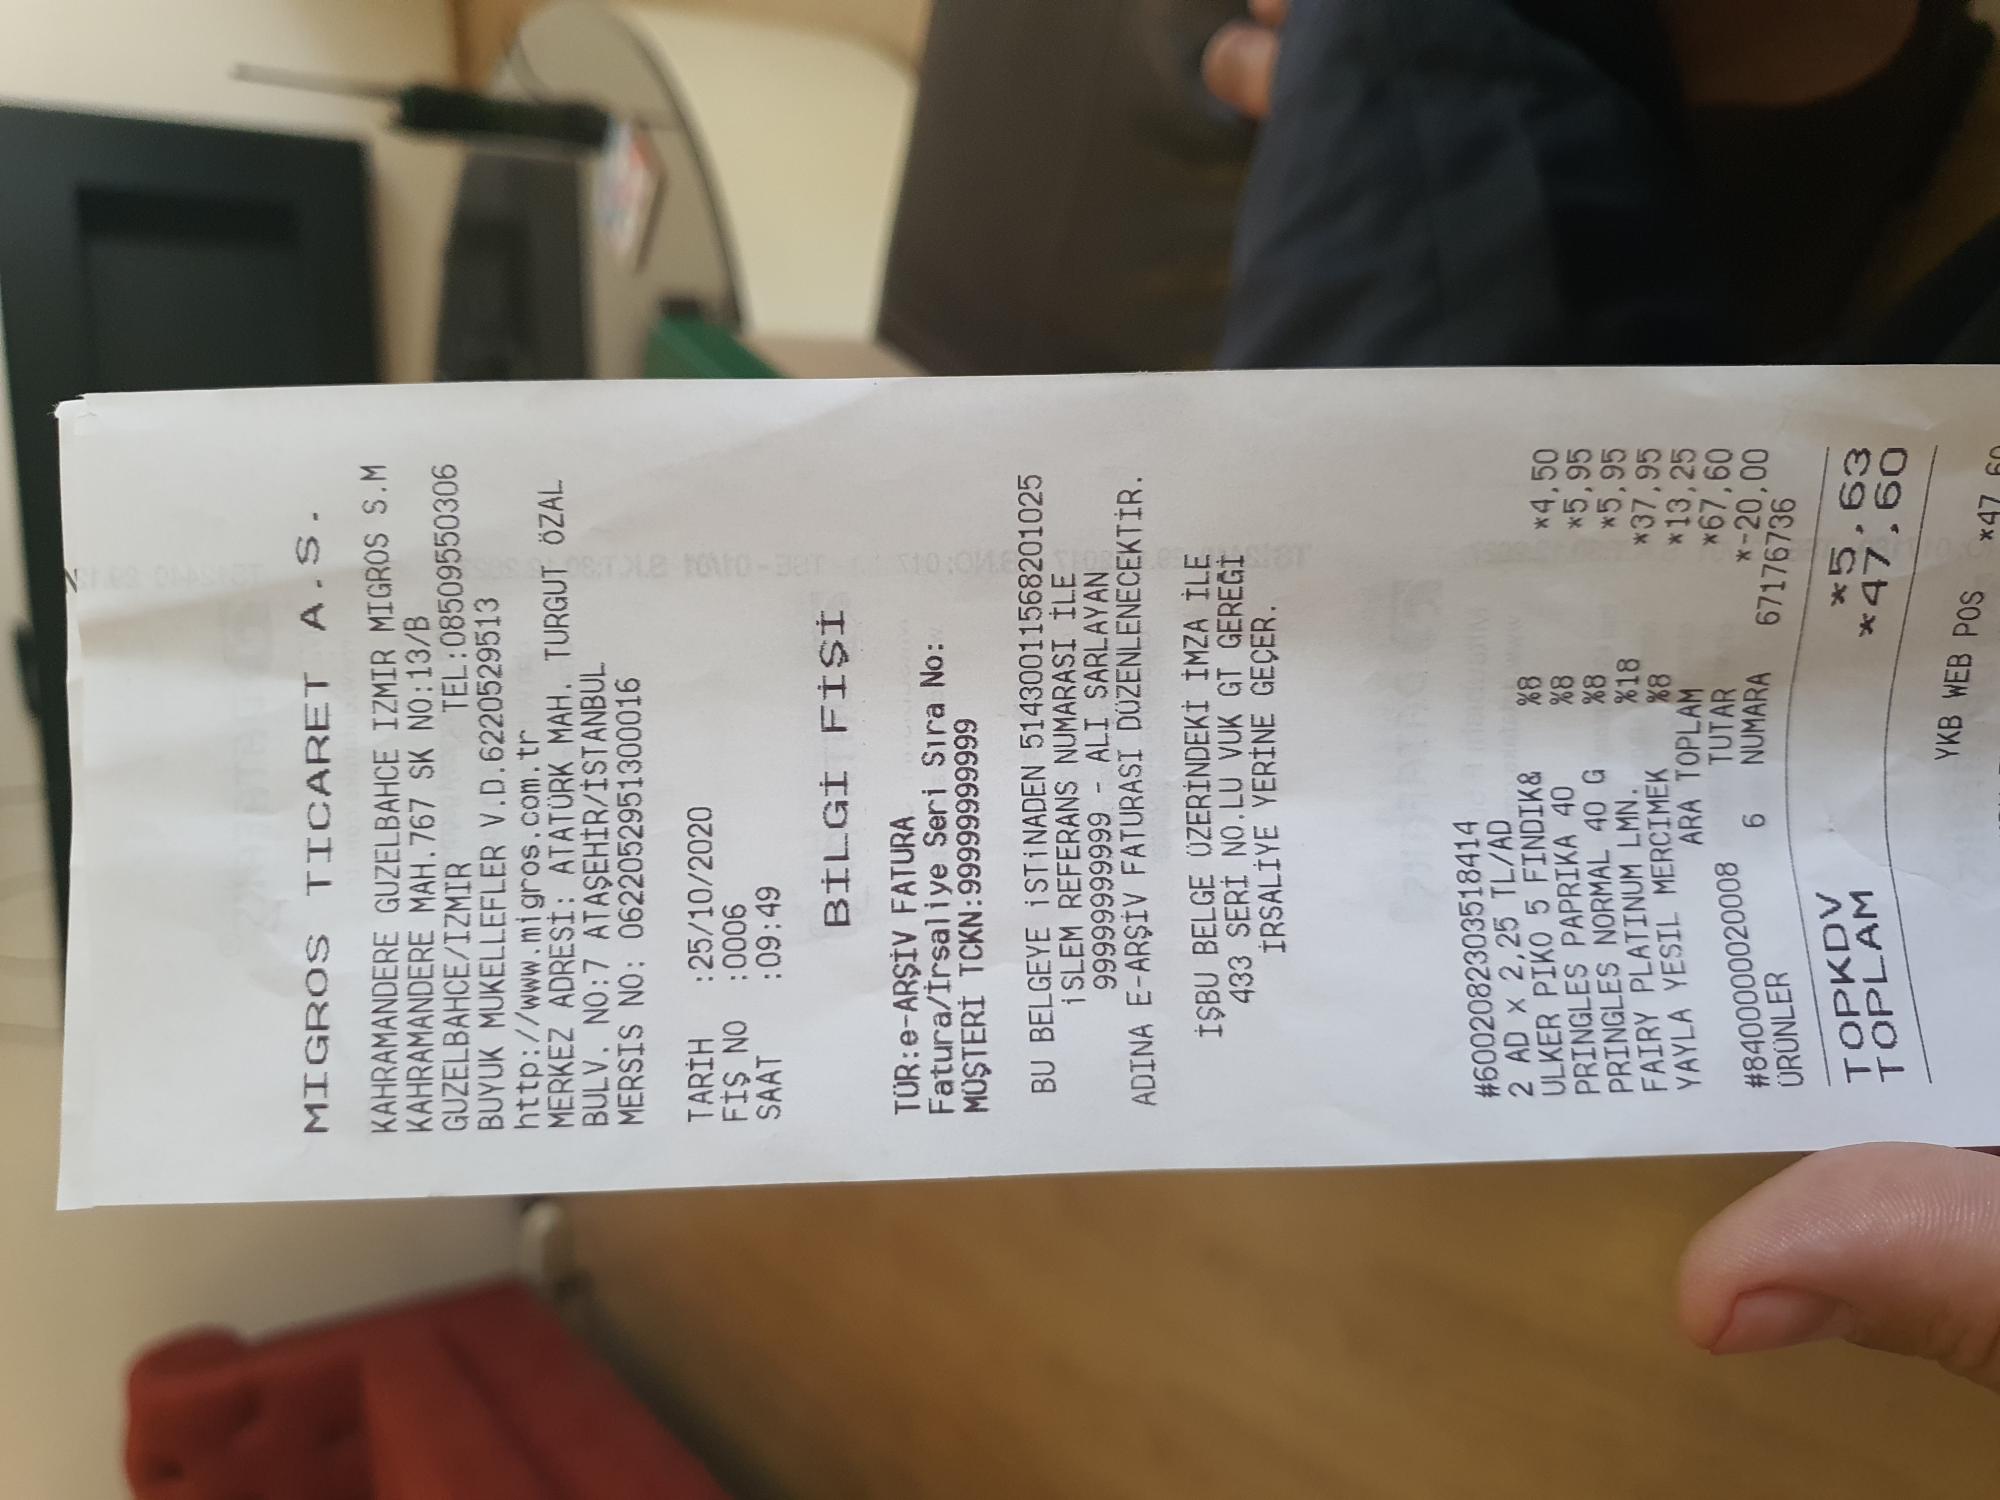 MIGROS TICARET A.S.
KAHRAMANDERE GUZELBAHCE IZMIR MIGROS S.M
KAHRAMANDERE MAH.767 SK NO:13/B
GUZELBAHCE/IZMIR TEL:08509550306
BUYUK MUKELLEFLER V.D.6220529513
http://www.migros.com.tr
MERKEZ ADRESİ: ATATÜRK MAH. TURGUT ÖZAL
BULV. NO:7 ATAŞEHİR/İSTANBUL
MERSIS NO: 0622052951300016
TARİH :25/10/2020
FİŞ NO :0006
SAAT :09:49
BİLGİ FİŞİ
TÜR:e-ARŞİV FATURA
Fatura/İrsaliye Seri Sıra No:
MÜŞTERİ TCKN:99999999999
BU BELGEYE iSTiNADEN 514300115682010​25
iSLEM REFERANS NUMARASI İLE
99999999999 - ALI SARLAYAN
ADINA E-ARŞİV FATURASI DÜZENLENECEKTİR.
İŞBU BELGE ÜZERİNDEKİ İMZA İLE
433 SERİ NO.LU VUK GT GEREĞİ
İRSALİYE YERİNE GEÇER.
#6002082303518414
2 AD X 2,25 TL/AD
ULKER PIKO 5 FINDIK& %8 *4,50
PRINGLES PAPRIKA 40 %8 *5,95
PRINGLES NORMAL 40 G %8 *5,95
FAIRY PLATINUM LMN. %18 *37,95
YAYLA YESIL MERCIMEK %8 *13,25
ARA TOPLAM *67,60
#8400000020008 TUTAR *-20,00
ÜRÜNLER 6 NUMARA 67176736
TOPKDV *5,63
TOPLAM *47,60
YKB WEB POS *47,60